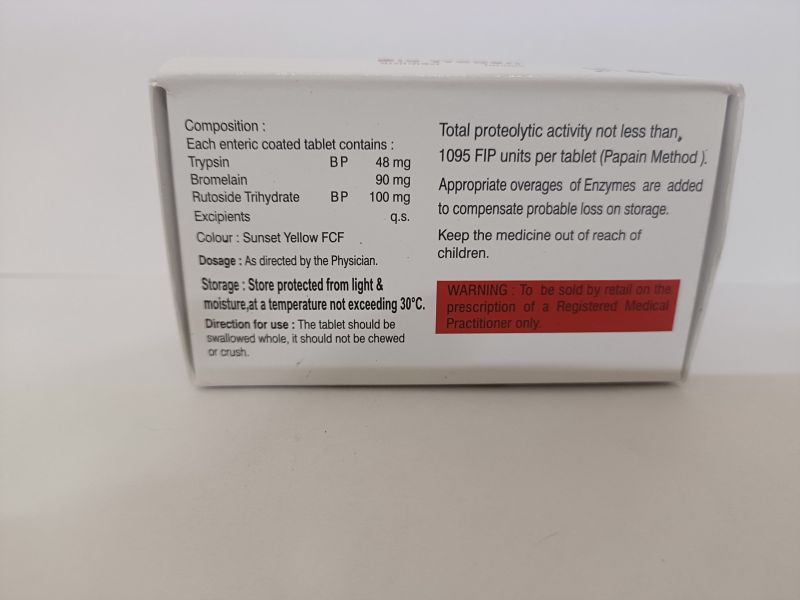 Composition :
Each enteric coated tablet contains :
Trypsin BP 48 mg
Bromelain 90 mg
Rutoside Trihydrate BP 100 mg
Excipients q.s.
Colour : Sunset Yellow FCF
Dosage : As directed by the Physician.
Storage : Store protected from light &
moisture,at a temperature not exceeding 30°C.
Direction for use : The tablet should be
swallowed whole, it should not be chewed
or crush.
Total proteolytic activity not less than,
1095 FIP units per tablet (Papain Method ).
Appropriate overages of Enzymes are added
to compensate probable loss on storage.
Keep the medicine out of reach of
children.
WARNING : To be sold by retail on the
prescription of a Registered Medical
Practitioner only.